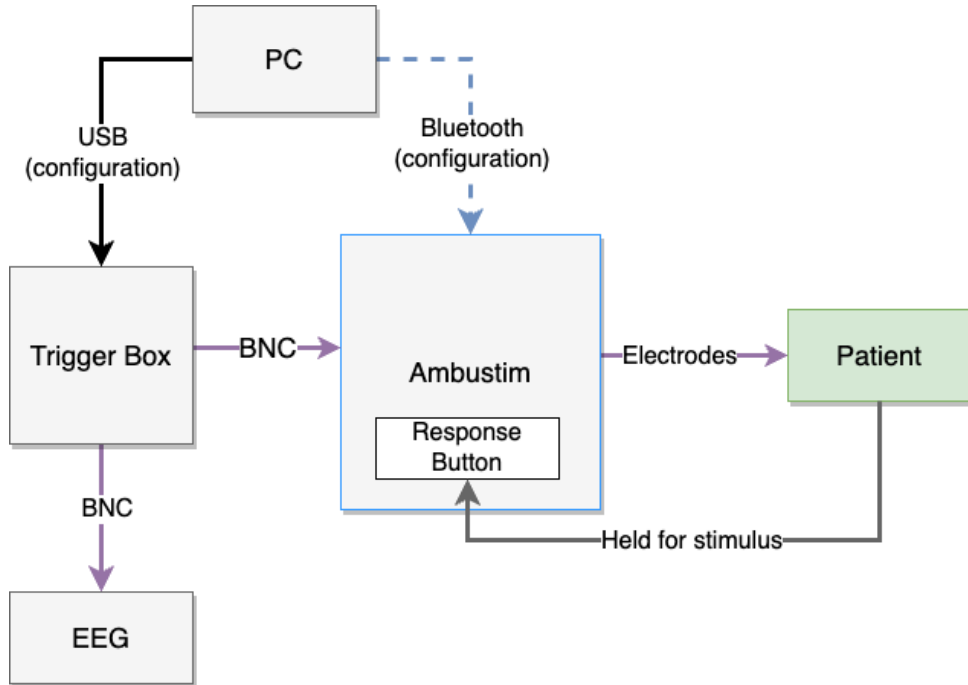 PC
USB
(configuration)
Bluetooth
(configuration)
Trigger Box
BNC
Ambustim
Electrodes
Patient
Response
Button
BNC
Held for stimulus
EEG